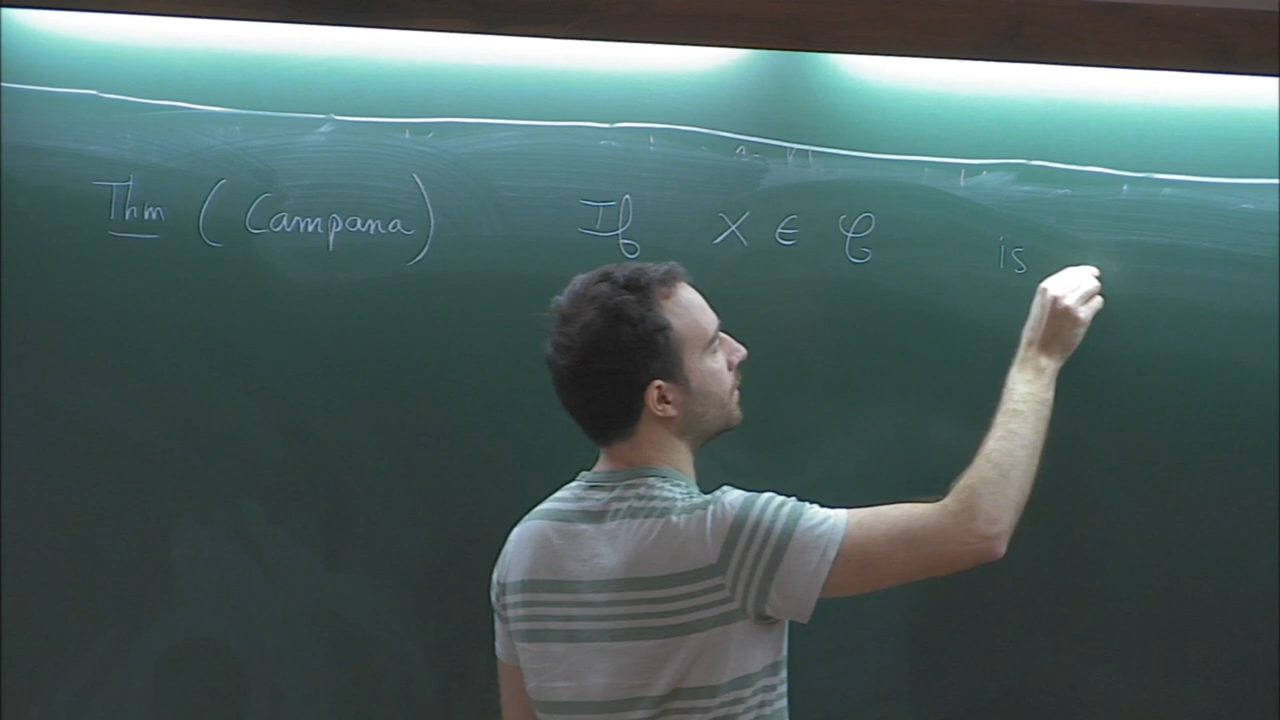 Thm (Campana) If X ∈ 𝒞 is